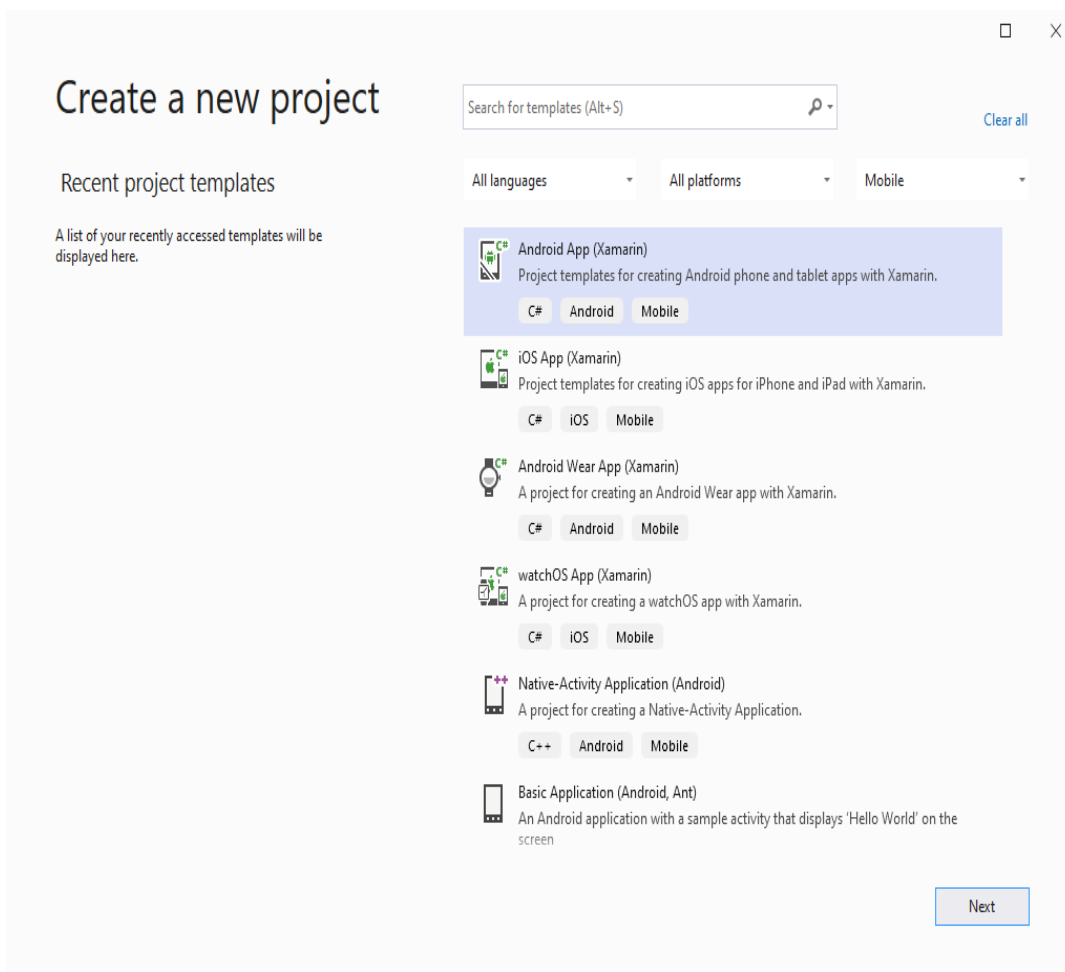 Create a new project
Search for templates (Alt+S)
Clear all
Recent project templates
All languages
All platforms
Mobile
A list of your recently accessed templates will be
displayed here.
C#
Android App (Xamarin)
Project templates for creating Android phone and tablet apps with Xamarin.
C# Android Mobile
C#
iOS App (Xamarin)
Project templates for creating iOS apps for iPhone and iPad with Xamarin.
C# iOS Mobile
C#
Android Wear App (Xamarin)
A project for creating an Android Wear app with Xamarin.
C# Android Mobile
C#
watchOS App (Xamarin)
A project for creating a watchOS app with Xamarin.
C# iOS Mobile
++
Native-Activity Application (Android)
A project for creating a Native-Activity Application.
C++ Android Mobile
Basic Application (Android, Ant)
An Android application with a sample activity that displays 'Hello World' on the
screen
Next